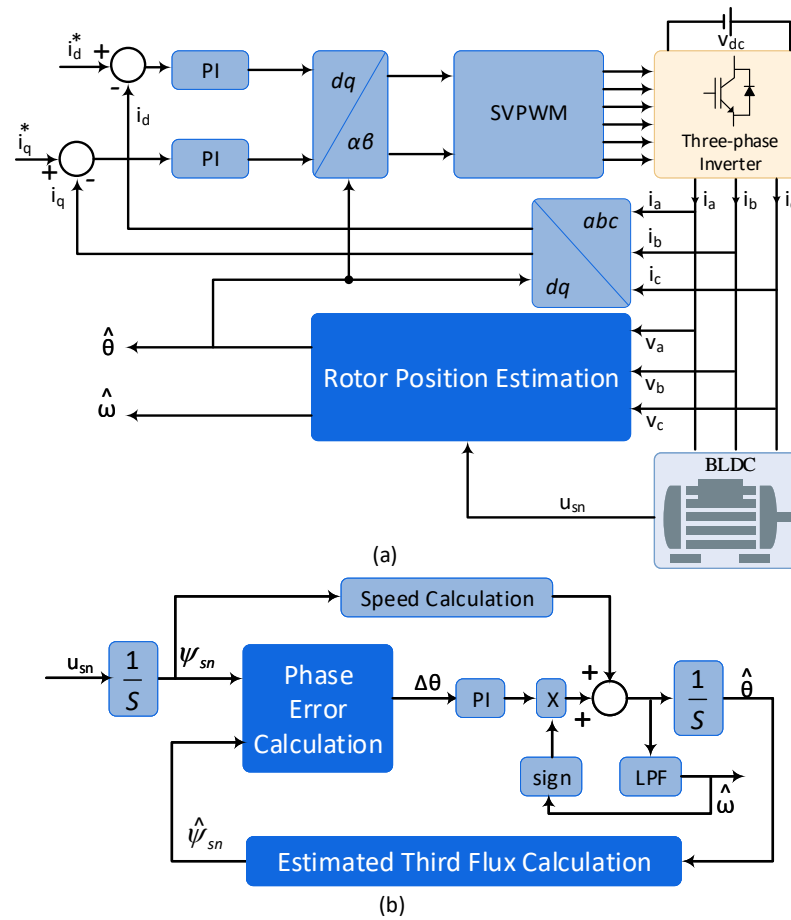 i*d
+
-
PI
dq
αβ
SVPWM
vdc
Three-phase
Inverter
i*q
+
-
PI
id
iq
abc
dq
ia
ib
ic
ia
ib
θ̂
ω̂
Rotor Position Estimation
va
vb
vc
BLDC
usn
(a)
Speed Calculation
usn
1
S
ψsn
Phase
Error
Calculation
Δθ
PI
X
+
+
1
S
θ̂
sign
LPF
ω̂
ψ̂sn
Estimated Third Flux Calculation
(b)